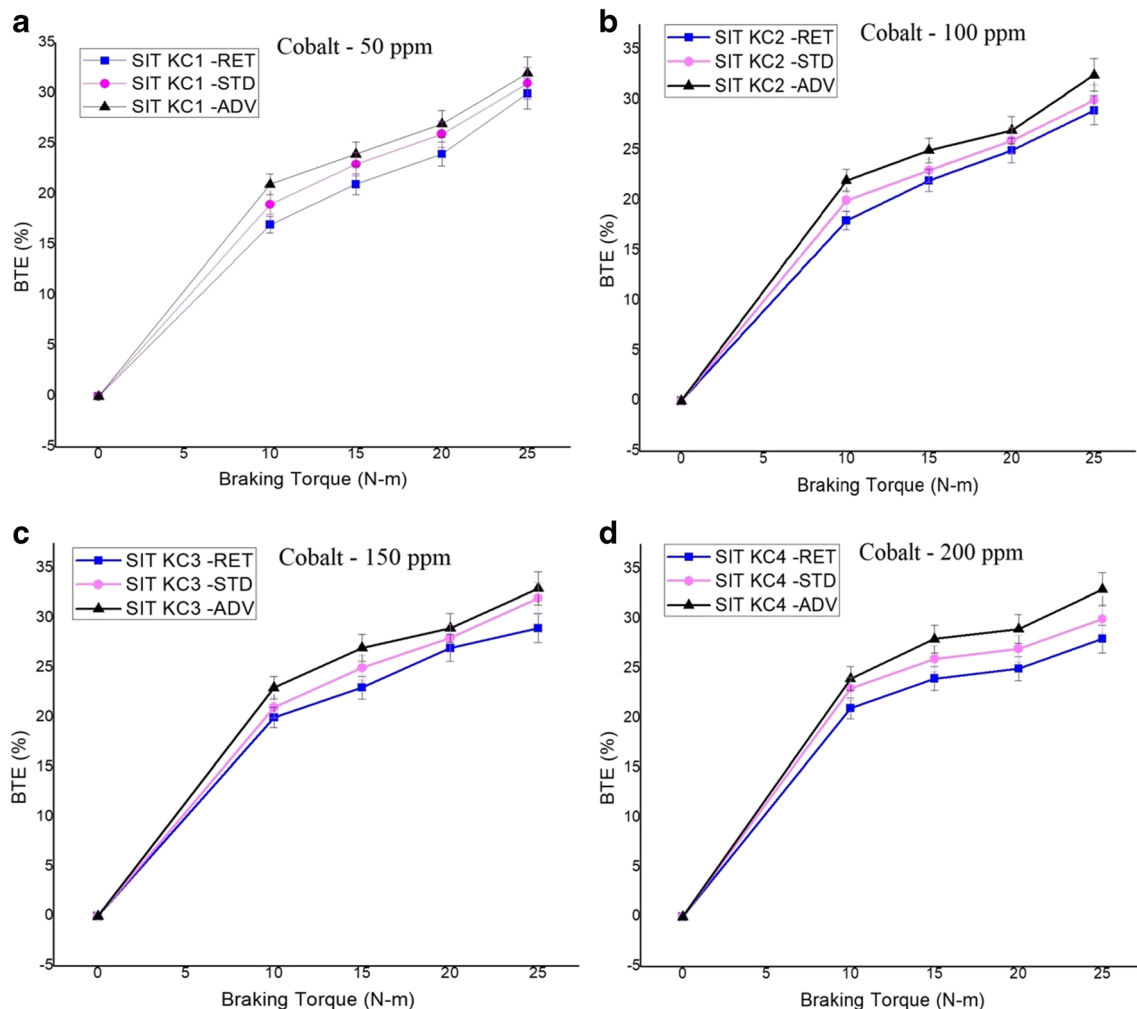 a
Cobalt - 50 ppm
SIT KC1 -RET
SIT KC1 -STD
SIT KC1 -ADV
35
30
25
20
15
10
5
0
-5
BTE (%)
0 5 10 15 20 25
Braking Torque (N-m)
b
Cobalt - 100 ppm
SIT KC2 -RET
SIT KC2 -STD
SIT KC2 -ADV
35
30
25
20
15
10
5
0
-5
BTE (%)
0 5 10 15 20 25
Braking Torque (N-m)
c
Cobalt - 150 ppm
SIT KC3 -RET
SIT KC3 -STD
SIT KC3 -ADV
35
30
25
20
15
10
5
0
-5
BTE (%)
0 5 10 15 20 25
Braking Torque (N-m)
d
Cobalt - 200 ppm
SIT KC4 -RET
SIT KC4 -STD
SIT KC4 -ADV
35
30
25
20
15
10
5
0
-5
BTE (%)
0 5 10 15 20 25
Braking Torque (N-m)